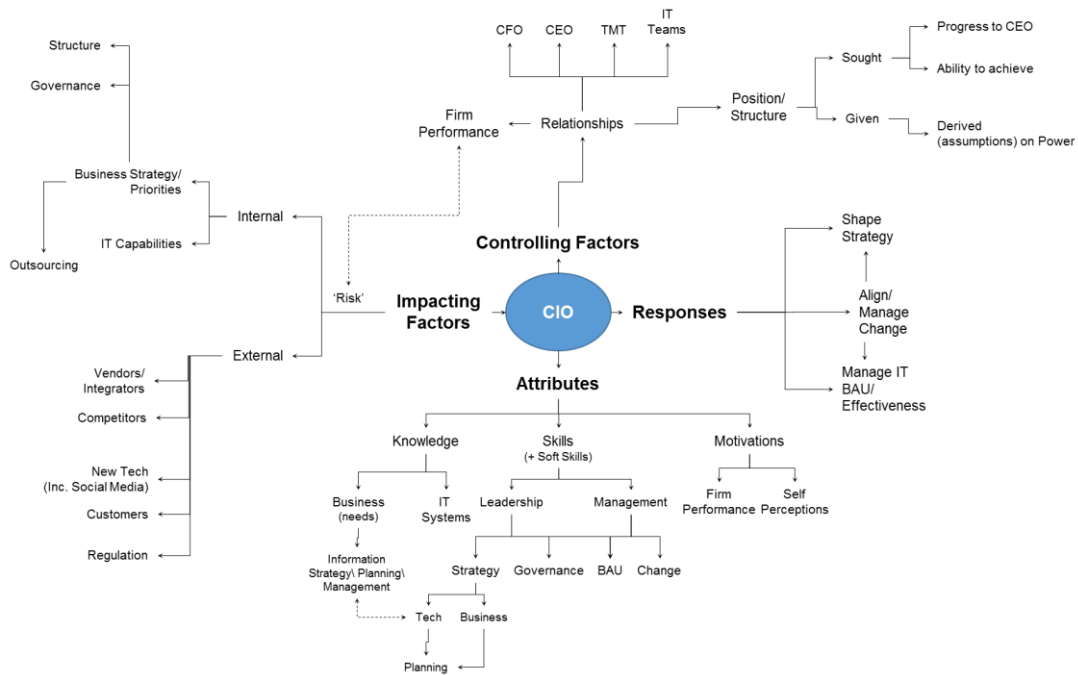 CFO
CEO
TMT
IT
Teams
Structure
Governance
Firm
Performance
Relationships
Position/
Structure
Sought
Progress to CEO
Ability to achieve
Given
Derived
(assumptions) on Power
Business Strategy/
Priorities
Internal
IT Capabilities
Outsourcing
Controlling Factors
'Risk'
Impacting
Factors
CIO
Responses
Shape
Strategy
Align/
Manage
Change
Manage IT
BAU/
Effectiveness
External
Vendors/
Integrators
Competitors
New Tech
(Inc. Social Media)
Customers
Regulation
Attributes
Knowledge
Skills
(+ Soft Skills)
Motivations
Business
(needs)
IT
Systems
Leadership
Management
Firm
Performance
Self
Perceptions
Information
Strategy\ Planning\
Management
Strategy
Governance
BAU
Change
Tech
Business
Planning